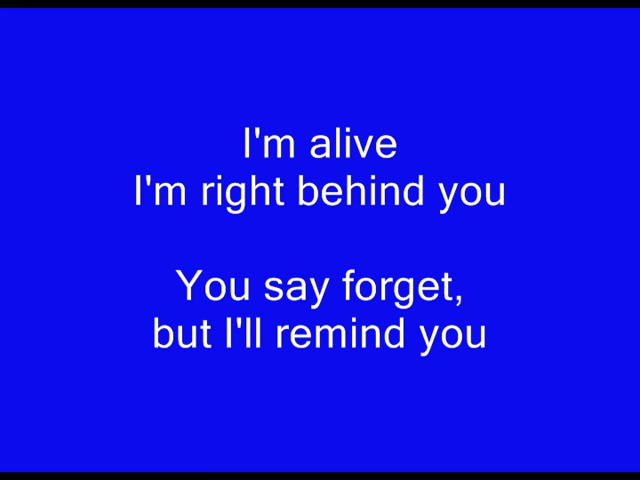 I'm alive
I'm right behind you
You say forget,
but I'll remind you